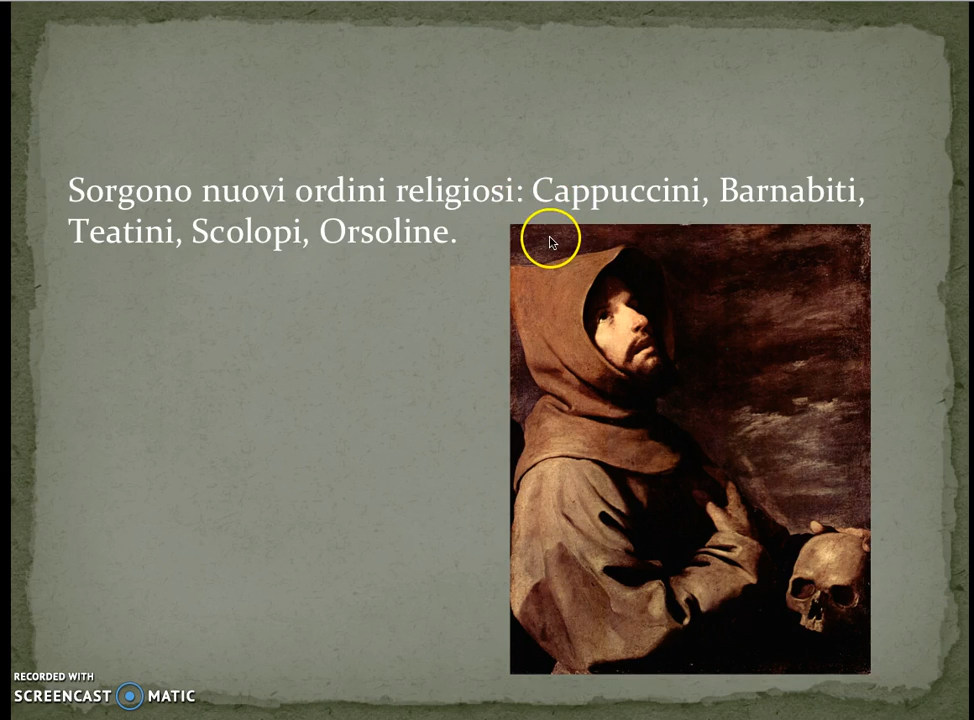 Sorgono nuovi ordini religiosi: Cappuccini, Barnabiti,
Teatini, Scolopi, Orsoline.
RECORDED WITH
SCREENCAST MATIC